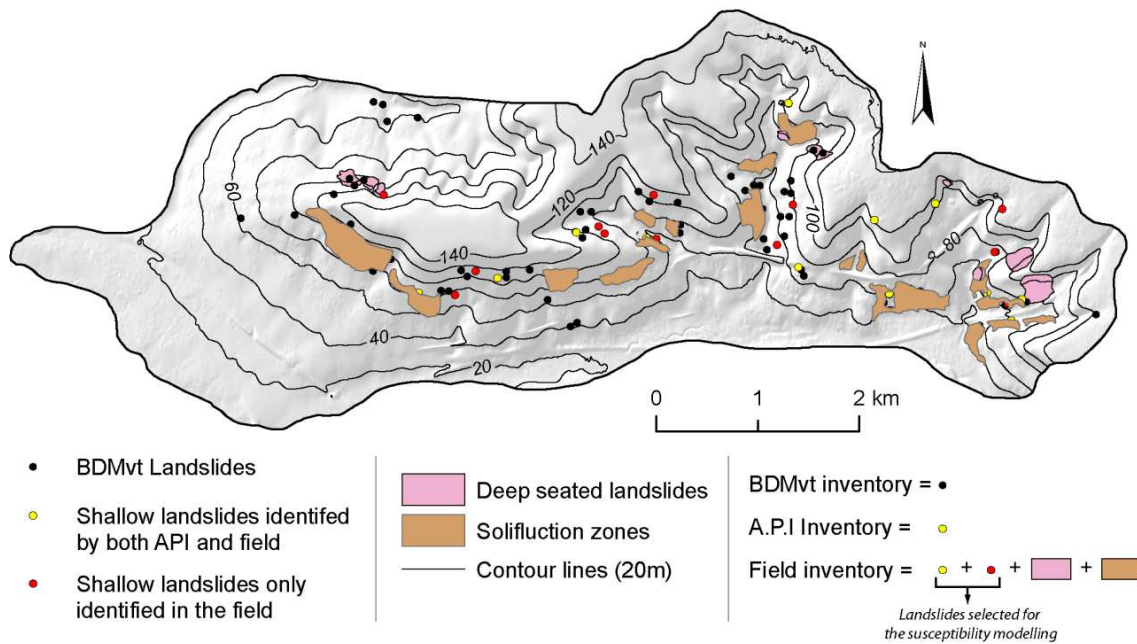 N
140
60
120
100
140
80
40
20
0 1 2 km
BDMvt Landslides
Shallow landslides identifed
by both API and field
Shallow landslides only
identified in the field
Deep seated landslides
Solifluction zones
Contour lines (20m)
BDMvt inventory =
A.P.I Inventory =
Field inventory = + + +
Landslides selected for
the susceptibility modelling